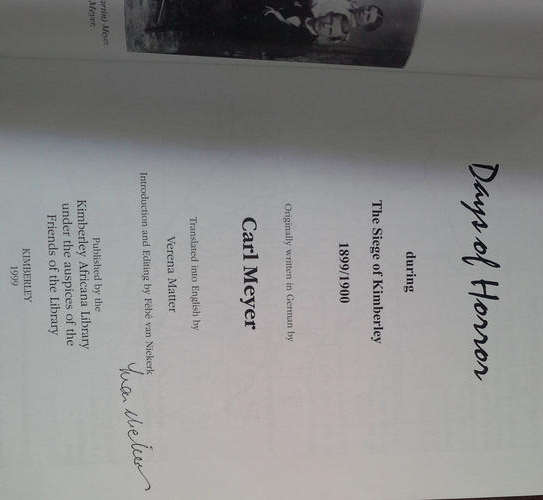 Days of Horror
during
The Siege of Kimberley
1899/1900
Originally written in German by
Carl Meyer
Translated into English by
Verena Matter
Introduction and Editing by Fébé van Niekerk
Published by the
Kimberley Africana Library
under the auspices of the
Friends of the Library
KIMBERLEY
1999
Meyer.